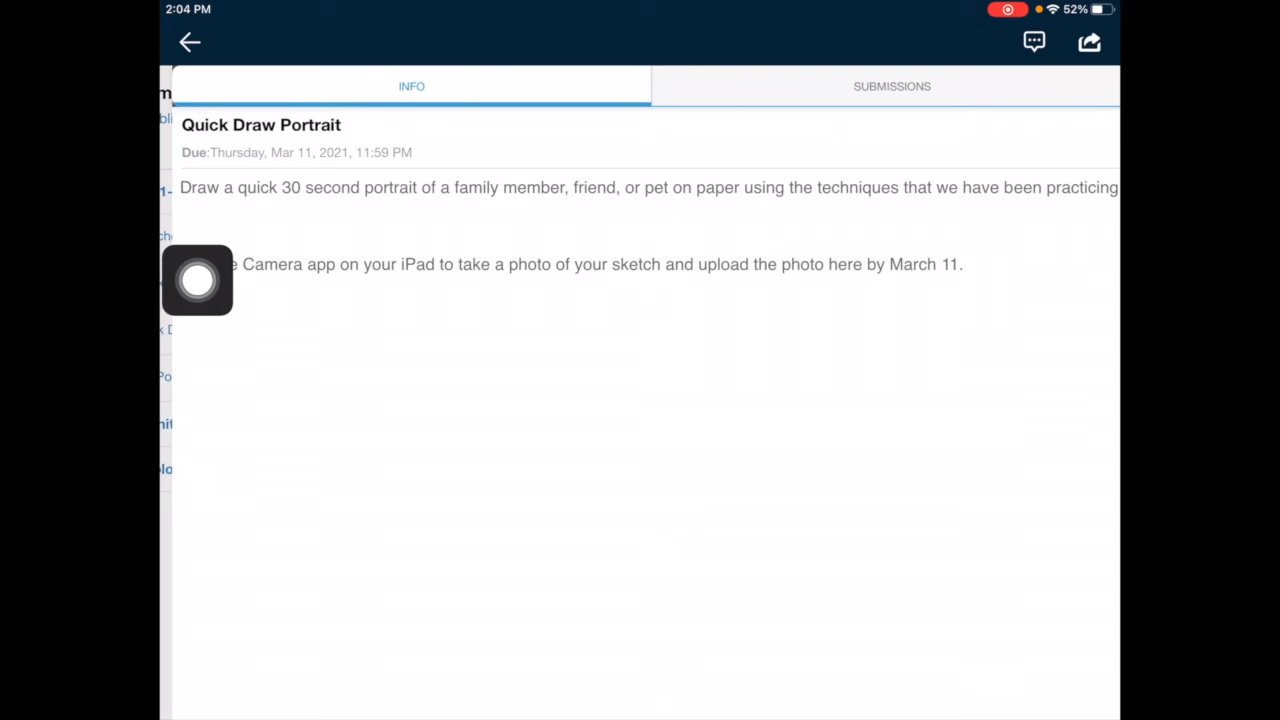 2:04 PM
52%
INFO
SUBMISSIONS
Quick Draw Portrait
Due:Thursday, Mar 11, 2021, 11:59 PM
Draw a quick 30 second portrait of a family member, friend, or pet on paper using the techniques that we have been practicing
Camera app on your iPad to take a photo of your sketch and upload the photo here by March 11.